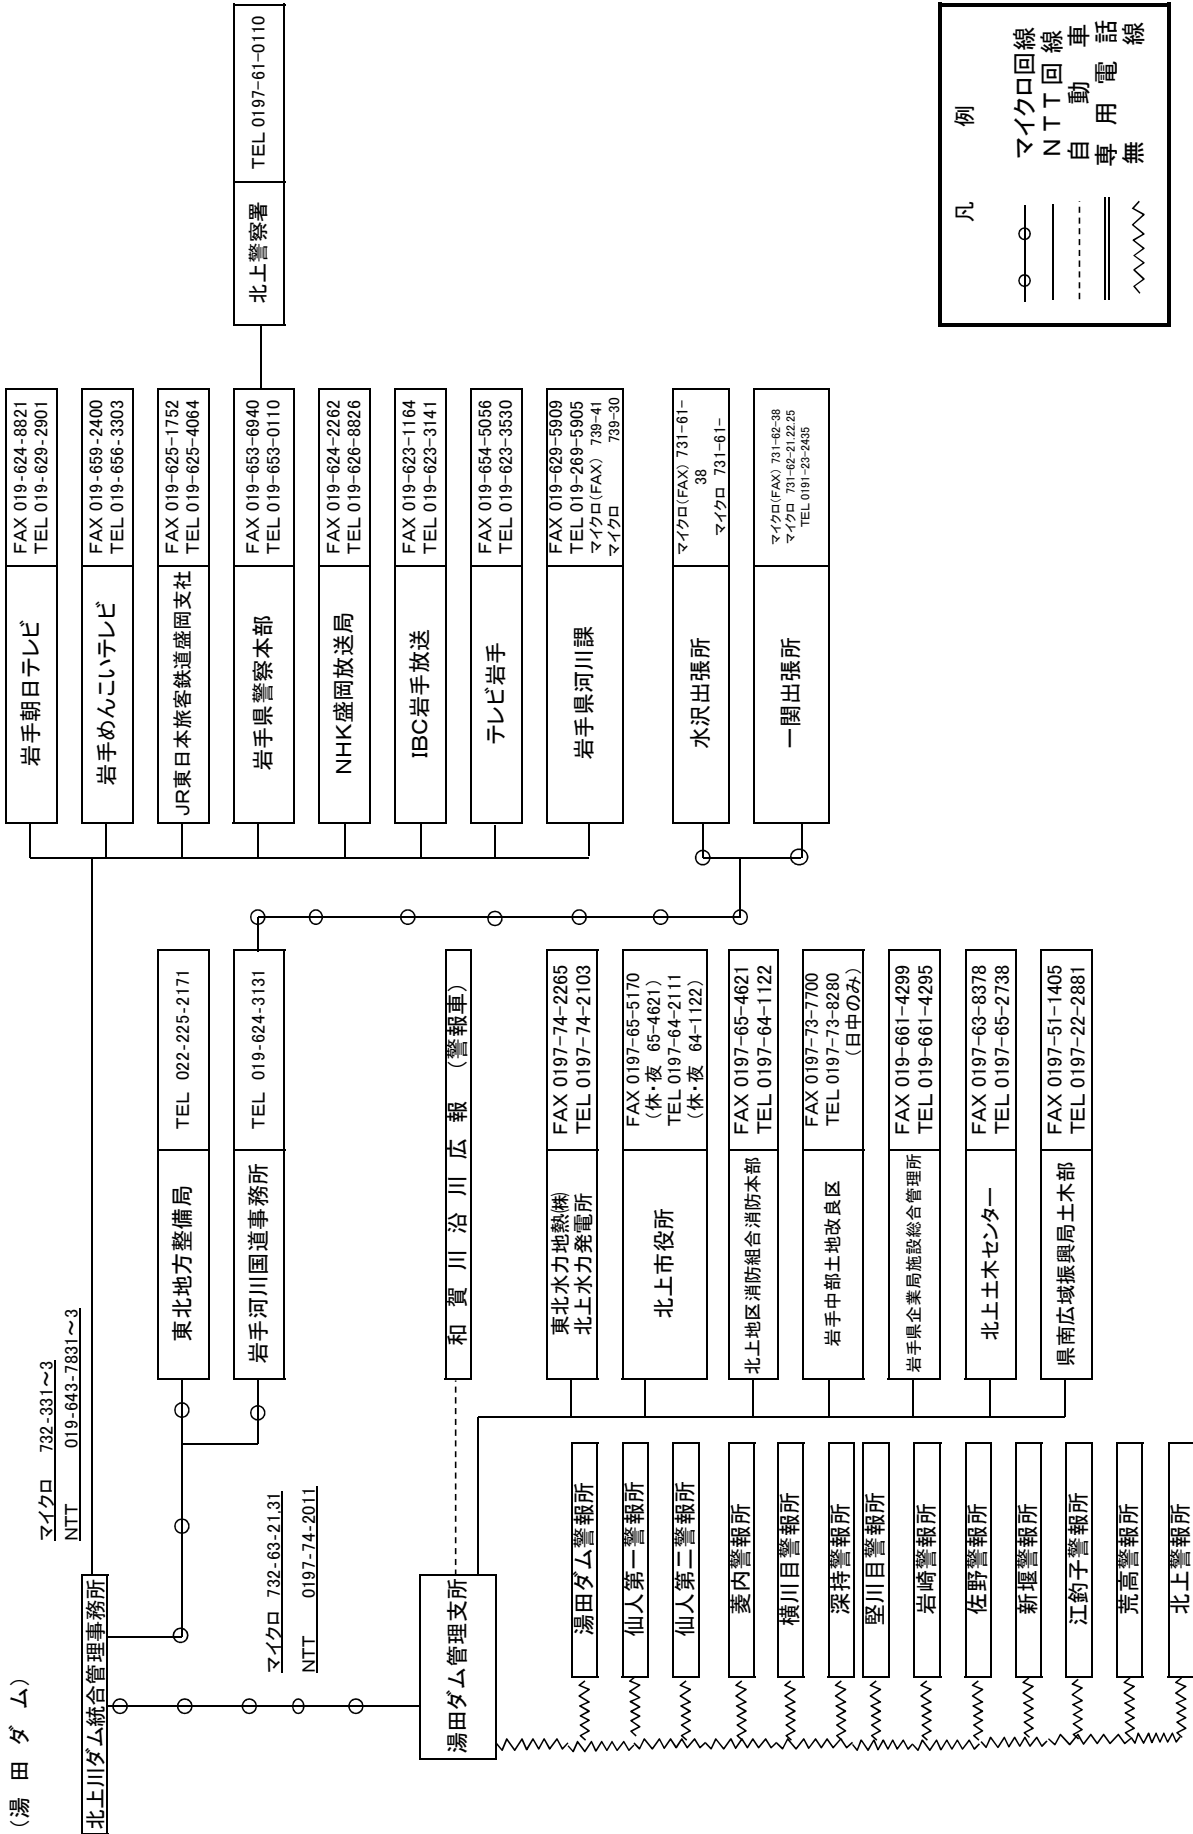 （湯　田　ダ　ム）
北上川ダム統合管理事務所
マイクロ　732-331～3
NTT　019-643-7831～3
岩手朝日テレビ
FAX 019-624-8821
TEL 019-629-2901
岩手めんこいテレビ
FAX 019-659-2400
TEL 019-656-3303
JR東日本旅客鉄道盛岡支社
FAX 019-625-1752
TEL 019-625-4064
岩手県警察本部
FAX 019-653-6940
TEL 019-653-0110
北上警察署
TEL 0197-61-0110
NHK盛岡放送局
FAX 019-624-2262
TEL 019-626-8826
IBC岩手放送
FAX 019-623-1164
TEL 019-623-3141
テレビ岩手
FAX 019-654-5056
TEL 019-623-3530
岩手県河川課
FAX 019-629-5909
TEL 019-269-5905
マイクロ(FAX) 739-41
マイクロ　739-30
東北地方整備局
TEL 022-225-2171
岩手河川国道事務所
TEL 019-624-3131
水沢出張所
マイクロ(FAX) 731-61-
38
マイクロ 731-61-
一関出張所
マイクロ(FAX) 731-62-38
マイクロ 731-62-21.22.25
TEL 0191-23-2435
湯田ダム管理支所
マイクロ　732-63-21,31
NTT　0197-74-2011
和　賀　川　沿　川　広　報　（警報車）
東北水力地熱㈱
北上水力発電所
FAX 0197-74-2265
TEL 0197-74-2103
北上市役所
FAX 0197-65-5170
(休・夜 65-4621)
TEL 0197-64-2111
(休・夜 64-1122)
北上地区消防組合消防本部
FAX 0197-65-4621
TEL 0197-64-1122
岩手中部土地改良区
FAX 0197-73-7700
TEL 0197-73-8280
(日中のみ)
岩手県企業局施設総合管理所
FAX 019-661-4299
TEL 019-661-4295
北上土木センター
FAX 0197-63-8378
TEL 0197-65-2738
県南広域振興局土木部
FAX 0197-51-1405
TEL 0197-22-2881
湯田ダム警報所
仙人第一警報所
仙人第二警報所
菱内警報所
横川目警報所
深持警報所
堅川目警報所
岩崎警報所
佐野警報所
新堰警報所
江釣子警報所
荒高警報所
北上警報所
凡　例
マイクロ回線
ＮＴＴ回線
自　動　車
専用電話
無　線